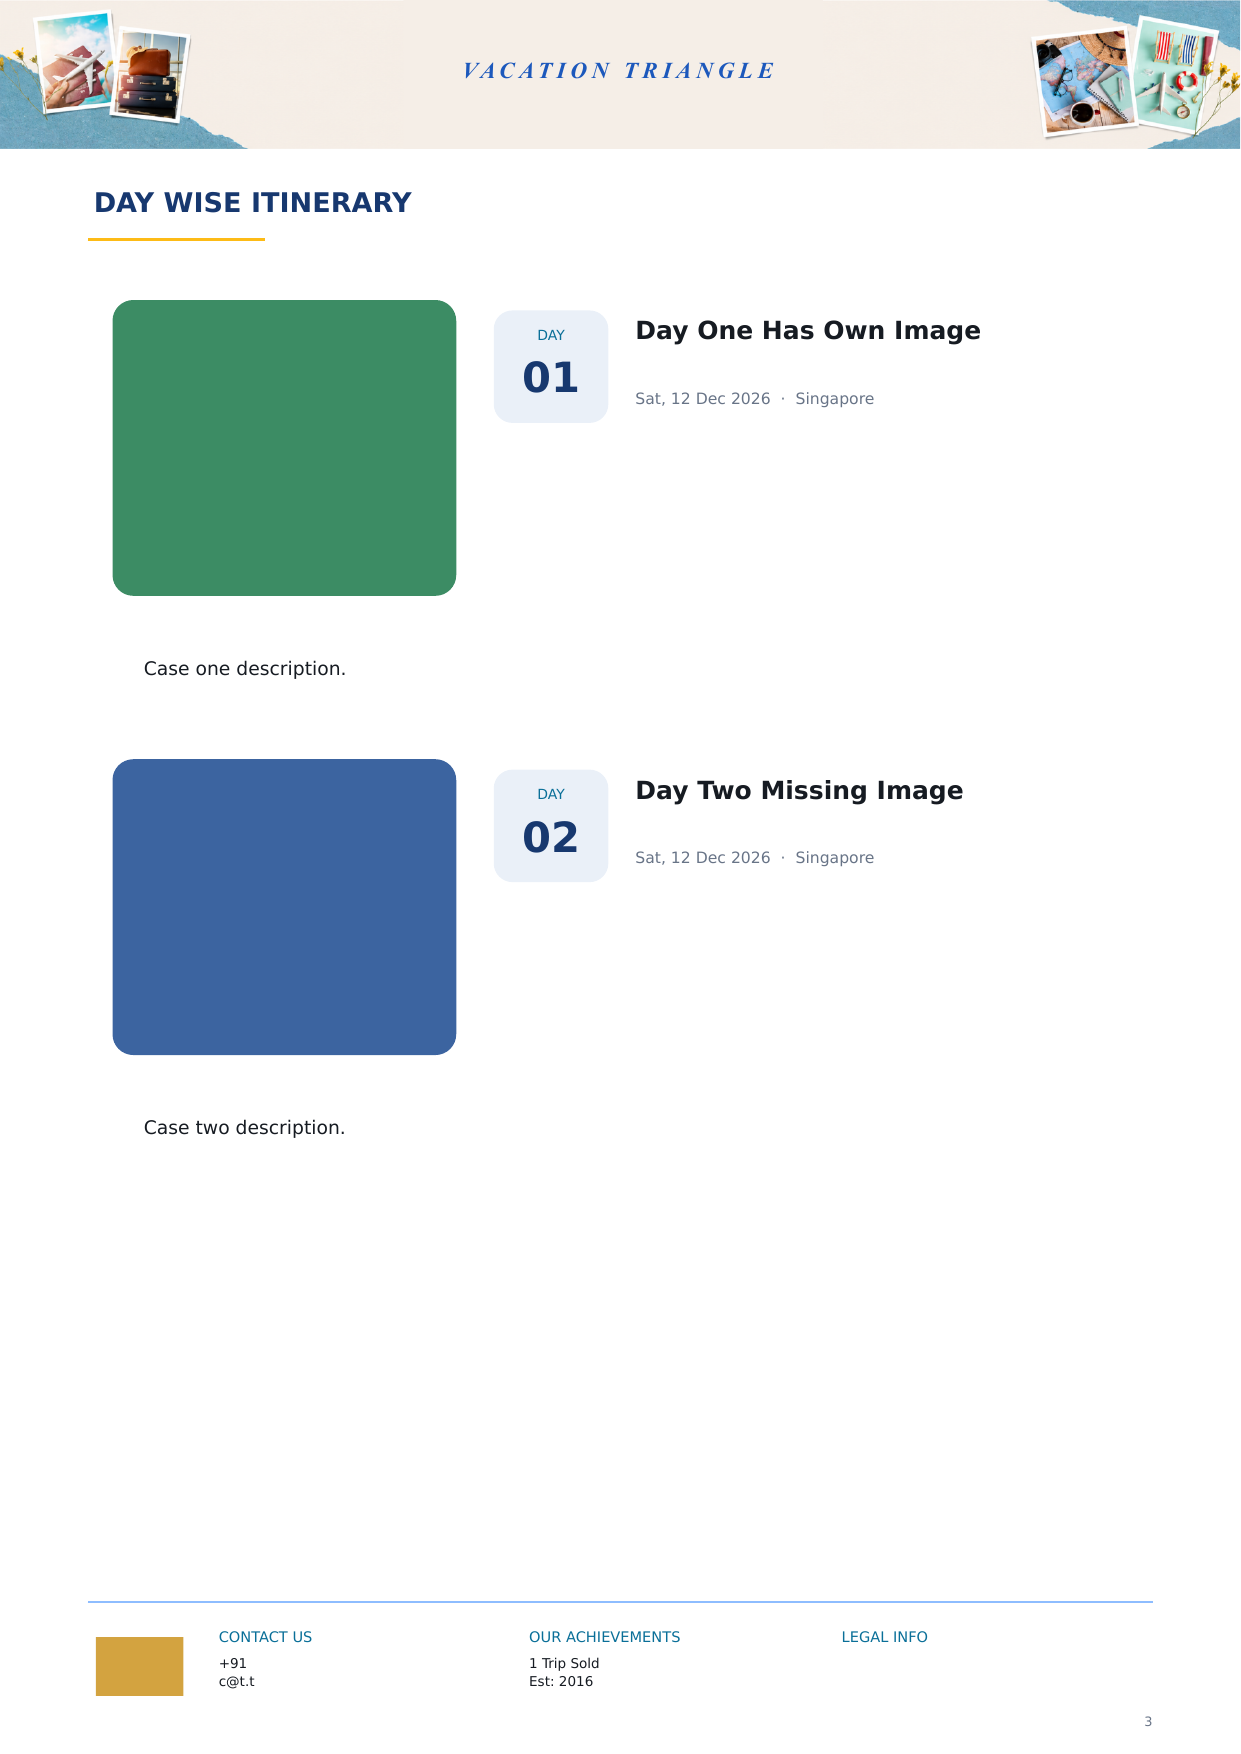 VACATION TRIANGLE
DAY WISE ITINERARY
DAY
01
Day One Has Own Image
Sat, 12 Dec 2026 · Singapore
Case one description.
DAY
02
Day Two Missing Image
Sat, 12 Dec 2026 · Singapore
Case two description.
CONTACT US
+91
c@t.t
OUR ACHIEVEMENTS
1 Trip Sold
Est: 2016
LEGAL INFO
3